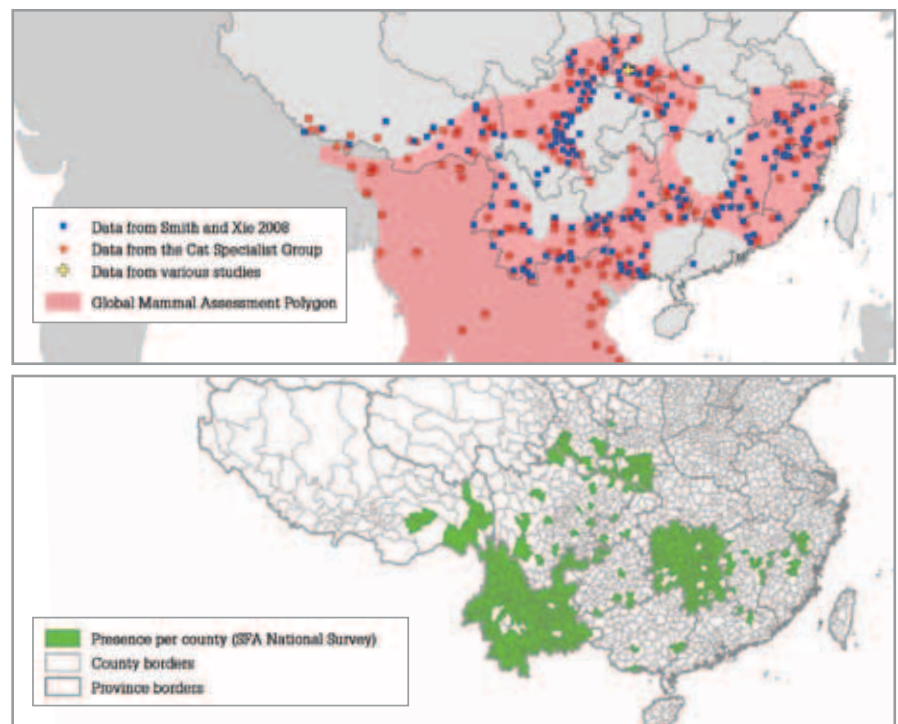 Data from Smith and Xie 2008
Data from the Cat Specialist Group
Data from various studies
Global Mammal Assessment Polygon
Presence per county (SFA National Survey)
County borders
Province borders